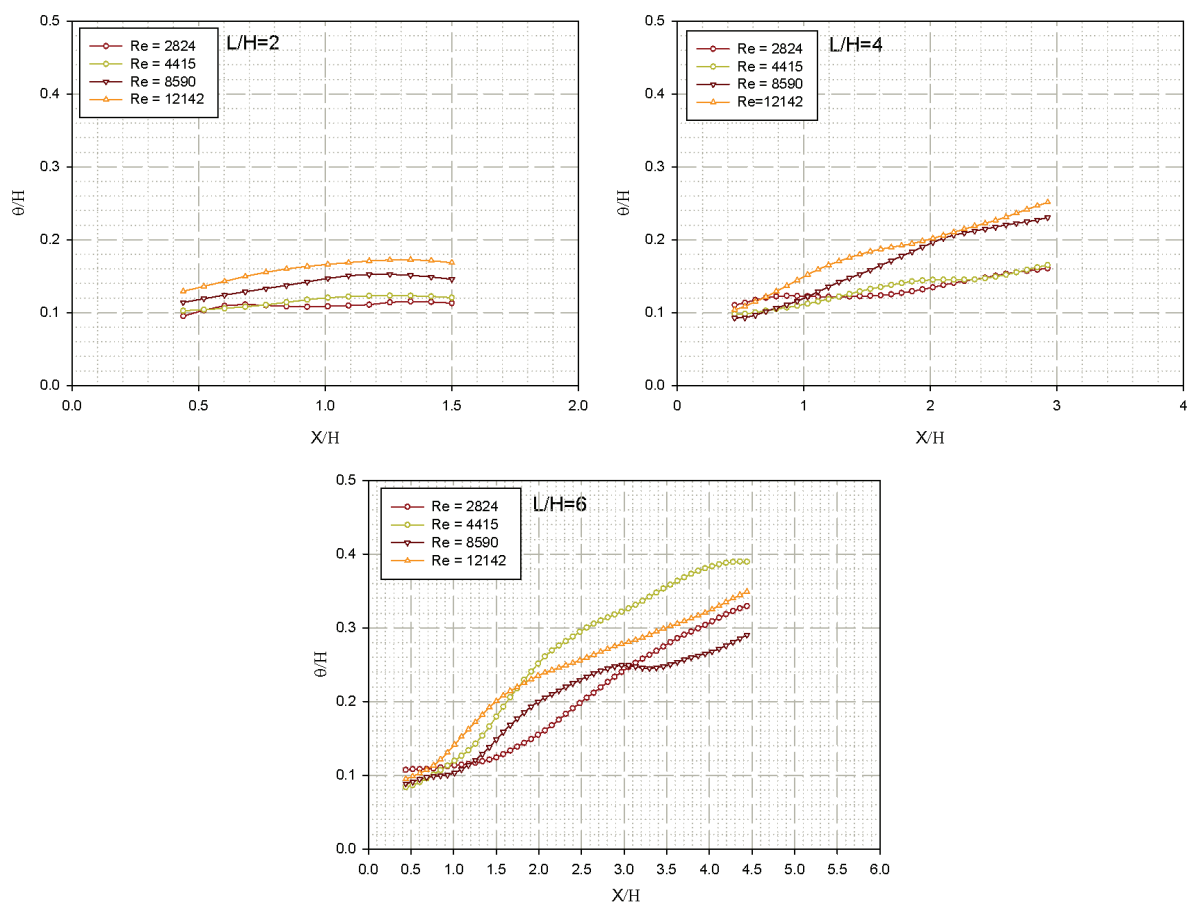 L/H=2
Re = 2824
Re = 4415
Re = 8590
Re = 12142
0.5
0.4
0.3
0.2
0.1
0.0
θ/H
0.0
0.5
1.0
1.5
2.0
X/H
L/H=4
Re = 2824
Re = 4415
Re = 8590
Re=12142
0.5
0.4
0.3
0.2
0.1
0.0
θ/H
0
1
2
3
4
X/H
L/H=6
Re = 2824
Re = 4415
Re = 8590
Re = 12142
0.5
0.4
0.3
0.2
0.1
0.0
θ/H
0.0
0.5
1.0
1.5
2.0
2.5
3.0
3.5
4.0
4.5
5.0
5.5
6.0
X/H